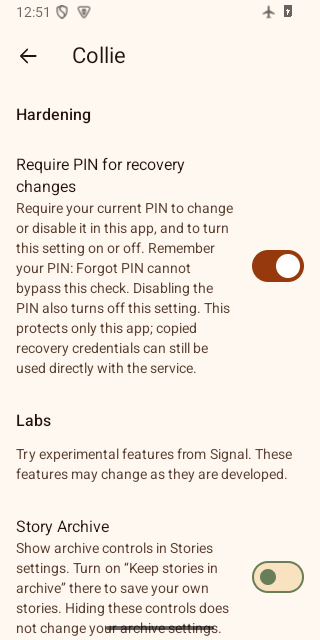 12:51
Collie
Hardening
Require PIN for recovery
changes
Require your current PIN to change
or disable it in this app, and to turn
this setting on or off. Remember
your PIN: Forgot PIN cannot
bypass this check. Disabling the
PIN also turns off this setting. This
protects only this app; copied
recovery credentials can still be
used directly with the service.
Labs
Try experimental features from Signal. These
features may change as they are developed.
Story Archive
Show archive controls in Stories
settings. Turn on “Keep stories in
archive” there to save your own
stories. Hiding these controls does
not change your archive settings.